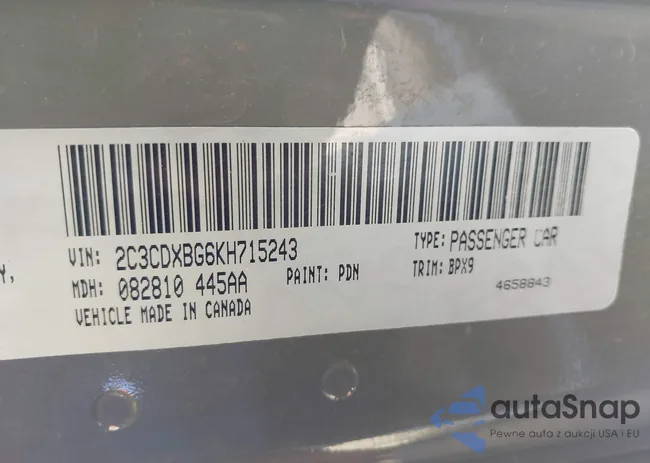 VIN: 2C3CDXBG6KH715243 TYPE: PASSENGER CAR
Y, MDH: 082810 445AA PAINT: PDN TRIM: BPX9
VEHICLE MADE IN CANADA 4658843
autaSnap
Pewne auta z aukcji USA i EU